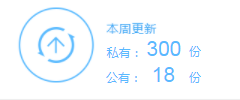 本周更新
私有： 300 份
公有： 18 份